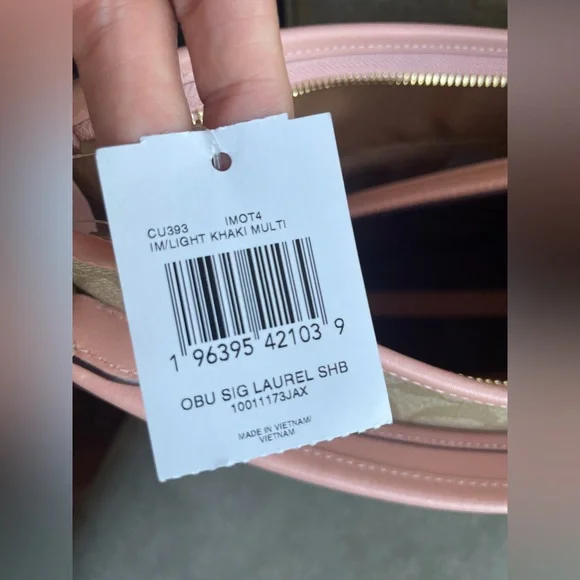 CU393 IMOT4
IM/LIGHT KHAKI MULTI
1 96395 42103 9
OBU SIG LAUREL SHB
10011173JAX
MADE IN VIETNAM/
VIETNAM